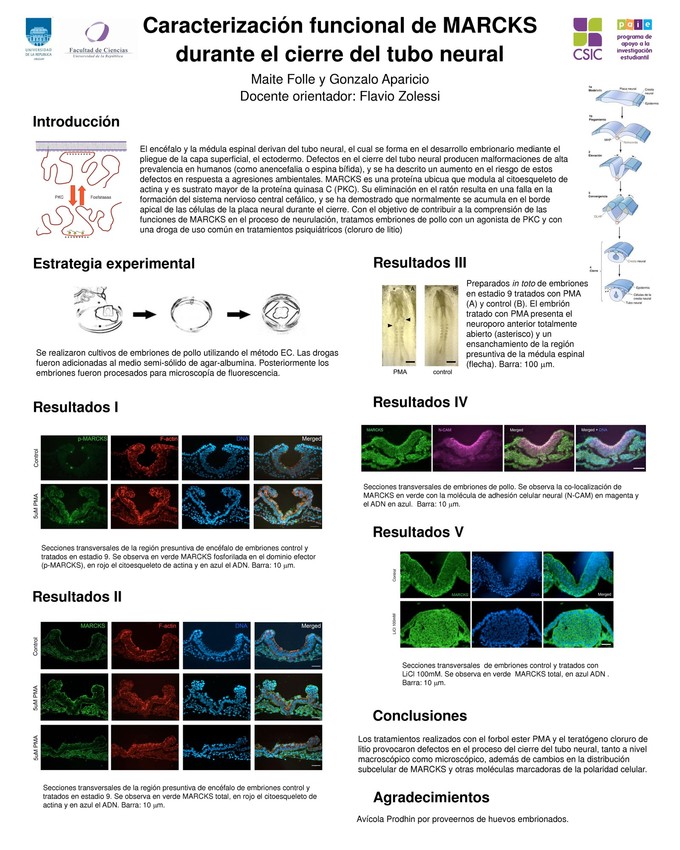 Caracterización funcional de MARCKS
durante el cierre del tubo neural
Maite Folle y Gonzalo Aparicio
Docente orientador: Flavio Zolessi
UNIVERSIDAD
DE LA REPÚBLICA
Facultad de Ciencias
Universidad de la República
CSIC
paie
programa de
apoyo a la
investigación
estudiantil
Introducción
PKC
Fosfatasas
El encéfalo y la médula espinal derivan del tubo neural, el cual se forma en el desarrollo embrionario mediante el
pliegue de la capa superficial, el ectodermo. Defectos en el cierre del tubo neural producen malformaciones de alta
prevalencia en humanos (como anencefalia o espina bífida), y se ha descrito un aumento en el riesgo de estos
defectos en respuesta a agresiones ambientales. MARCKS es una proteína ubicua que modula al citoesqueleto de
actina y es sustrato mayor de la proteína quinasa C (PKC). Su eliminación en el ratón resulta en una falla en la
formación del sistema nervioso central cefálico, y se ha demostrado que normalmente se acumula en el borde
apical de las células de la placa neural durante el cierre. Con el objetivo de contribuir a la comprensión de las
funciones de MARCKS en el proceso de neurulación, tratamos embriones de pollo con un agonista de PKC y con
una droga de uso común en tratamientos psiquiátricos (cloruro de litio)
Placa neural
Epidermis
Estrategia experimental
Se realizaron cultivos de embriones de pollo utilizando el método EC. Las drogas
fueron adicionadas al medio semi-sólido de agar-albumina. Posteriormente los
embriones fueron procesados para microscopía de fluorescencia.
Resultados I
p-MARCKS
F-actin
DNA
Merged
Control
5uM PMA
Secciones transversales de la región presuntiva de encéfalo de embriones control y
tratados en estadio 9. Se observa en verde MARCKS fosforilada en el dominio efector
(p-MARCKS), en rojo el citoesqueleto de actina y en azul el ADN. Barra: 10 µm.
Resultados II
MARCKS
F-actin
DNA
Merged
Control
5uM PMA
5uM PMA
Secciones transversales de la región presuntiva de encéfalo de embriones control y
tratados en estadio 9. Se observa en verde MARCKS total, en rojo el citoesqueleto de
actina y en azul el ADN. Barra: 10 µm.
Resultados III
A
B
PMA
control
Preparados in toto de embriones
en estadio 9 tratados con PMA
(A) y control (B). El embrión
tratado con PMA presenta el
neuroporo anterior totalmente
abierto (asterisco) y un
ensanchamiento de la región
presuntiva de la médula espinal
(flecha). Barra: 100 µm.
Resultados IV
MARCKS
N-CAM
Merged
Merged + DNA
Secciones transversales de embriones de pollo. Se observa la co-localización de
MARCKS en verde con la molécula de adhesión celular neural (N-CAM) en magenta y
el ADN en azul. Barra: 10 µm.
Resultados V
Control
LiCl 100mM
MARCKS
DNA
Merged
Secciones transversales de embriones control y tratados con
LiCl 100mM. Se observa en verde MARCKS total, en azul ADN .
Barra: 10 µm.
Conclusiones
Los tratamientos realizados con el forbol ester PMA y el teratógeno cloruro de
litio provocaron defectos en el proceso del cierre del tubo neural, tanto a nivel
macroscópico como microscópico, además de cambios en la distribución
subcelular de MARCKS y otras moléculas marcadoras de la polaridad celular.
Agradecimientos
Avícola Prodhin por proveernos de huevos embrionados.